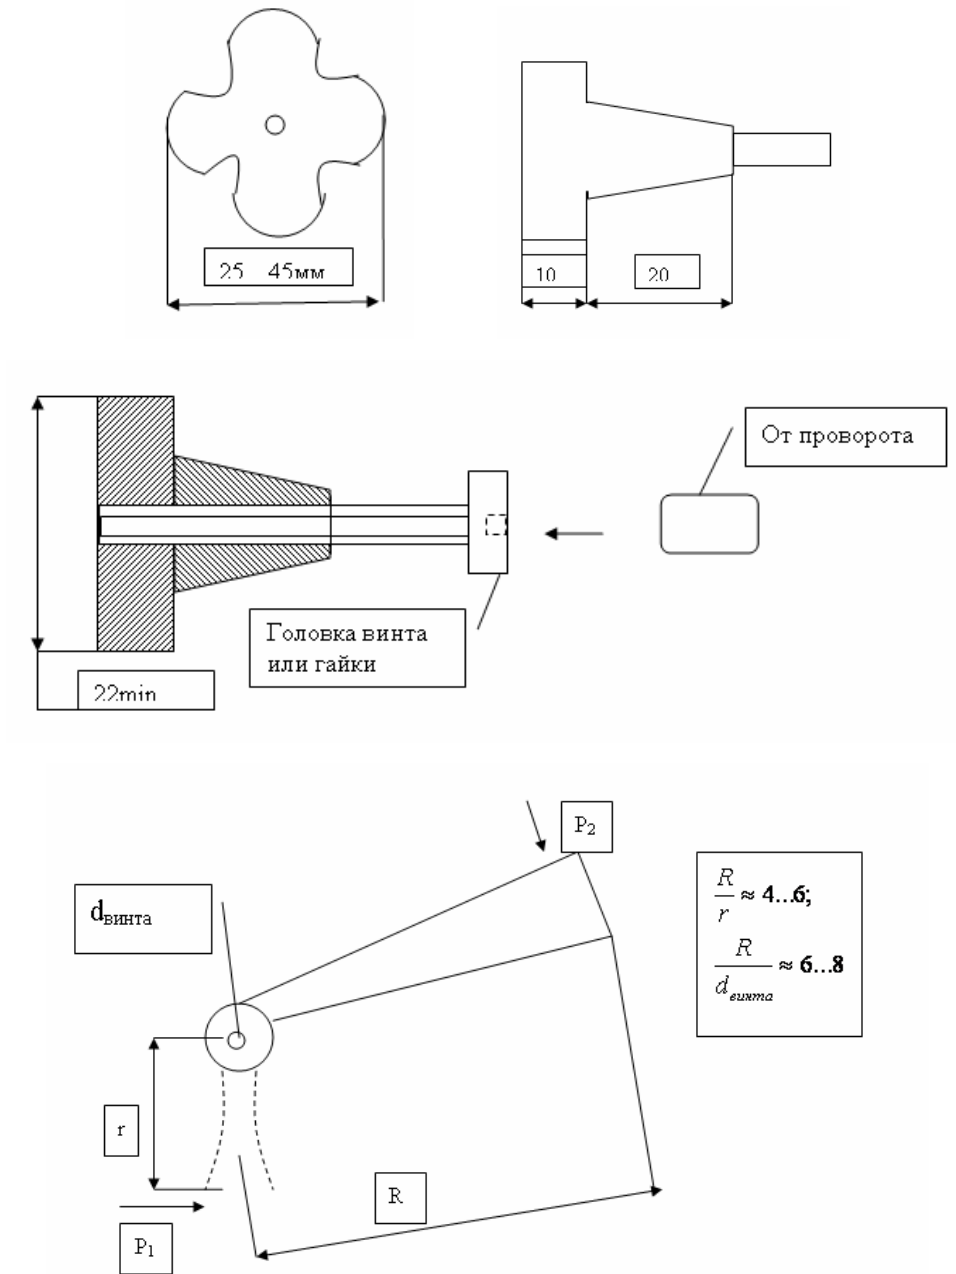 25   45мм
10
20
От проворота
Головка винта
или гайки
22min
P₂
dвинта
R/r ≈ 4...6;
R/dвинта ≈ 6...8
r
R
P₁